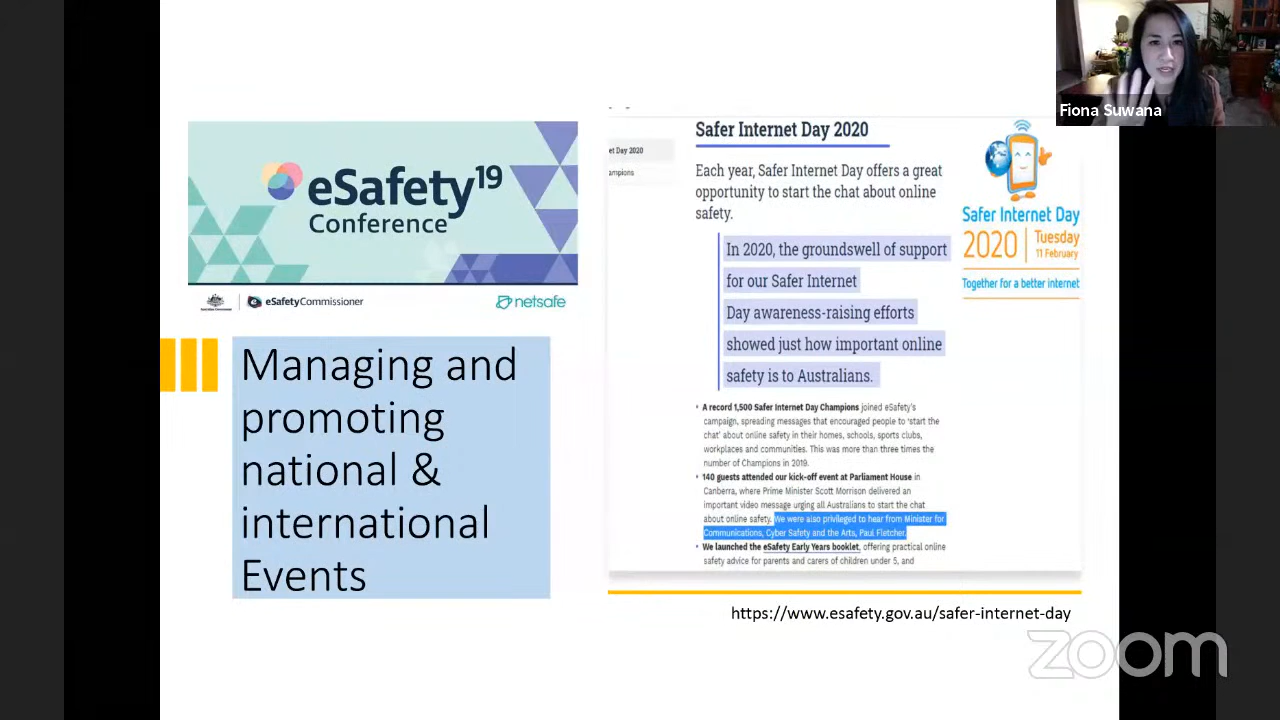 Fiona Suwana
eSafety19
Conference
eSafetyCommissioner
netsafe
Managing and
promoting
national &
international
Events
et Day 2020
ampions
Safer Internet Day 2020
Each year, Safer Internet Day offers a great
opportunity to start the chat about online
safety.
In 2020, the groundswell of support
for our Safer Internet
Day awareness-raising efforts
showed just how important online
safety is to Australians.
• A record 1,500 Safer Internet Day Champions joined eSafety's
campaign, spreading messages that encouraged people to 'start the
chat' about online safety in their homes, schools, sports clubs,
workplaces and communities. This was more than three times the
number of Champions in 2019.
• 140 guests attended our kick-off event at Parliament House in
Canberra, where Prime Minister Scott Morrison delivered an
important video message urging all Australians to start the chat
about online safety. We were also privileged to hear from Minister for
Communications, Cyber Safety and the Arts, Paul Fletcher.
• We launched the eSafety Early Years booklet, offering practical online
safety advice for parents and carers of children under 5, and
Safer Internet Day
2020 | Tuesday
11 February
Together for a better internet
https://www.esafety.gov.au/safer-internet-day
zoom